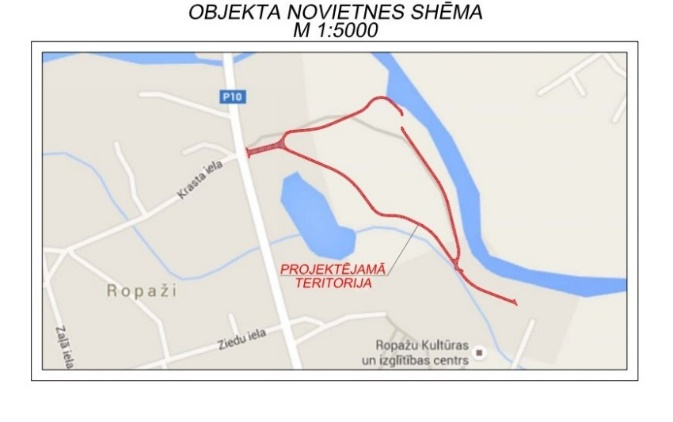 OBJEKTA NOVIETNES SHĒMA
M 1:5000
P10
Krasta iela
PROJEKTĒJAMĀ
TERITORIJA
Ropaži
Zaļā iela
Ziedu iela
Ropažu Kultūras
un izglītības centrs